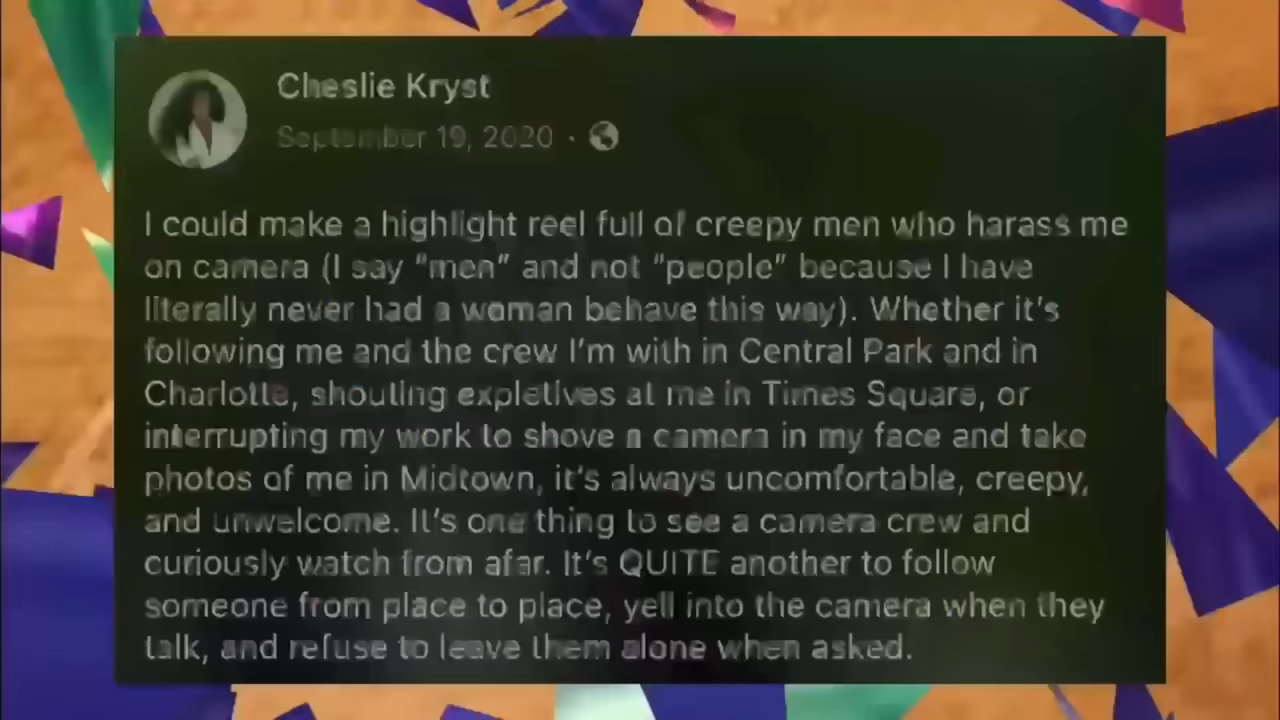 Cheslie Kryst
September 19, 2020 ·
I could make a highlight reel full of creepy men who harass me
on camera (I say "men" and not "people" because I have
literally never had a woman behave this way). Whether it's
following me and the crew I'm with in Central Park and in
Charlotte, shouting expletives at me in Times Square, or
interrupting my work to shove a camera in my face and take
photos of me in Midtown, it's always uncomfortable, creepy,
and unwelcome. It's one thing to see a camera crew and
curiously watch from afar. It's QUITE another to follow
someone from place to place, yell into the camera when they
talk, and refuse to leave them alone when asked.